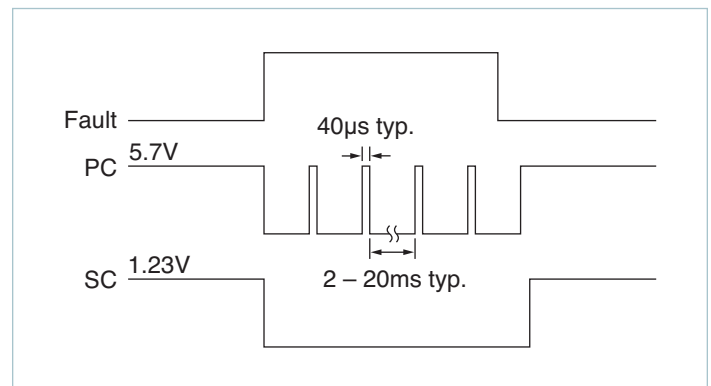 Fault
40µs typ.
5.7V
PC
2 – 20ms typ.
1.23V
SC